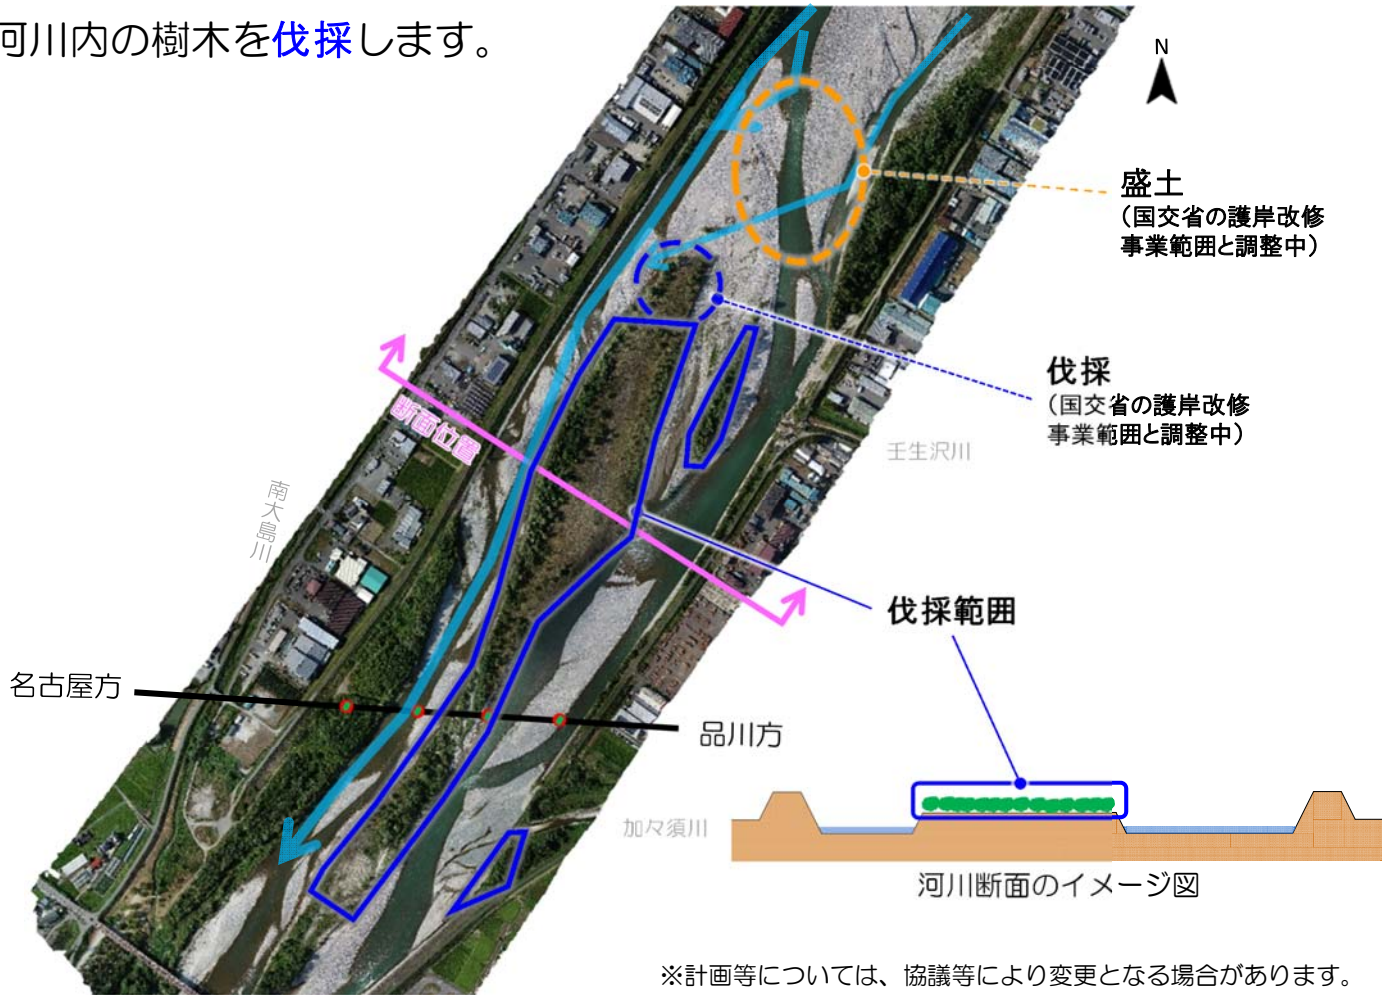 河川内の樹木を伐採します。
N
盛土
(国交省の護岸改修
事業範囲と調整中)
伐採
(国交省の護岸改修
事業範囲と調整中)
断面位置
壬生沢川
南大島川
伐採範囲
名古屋方
品川方
加々須川
河川断面のイメージ図
※計画等については、協議等により変更となる場合があります。